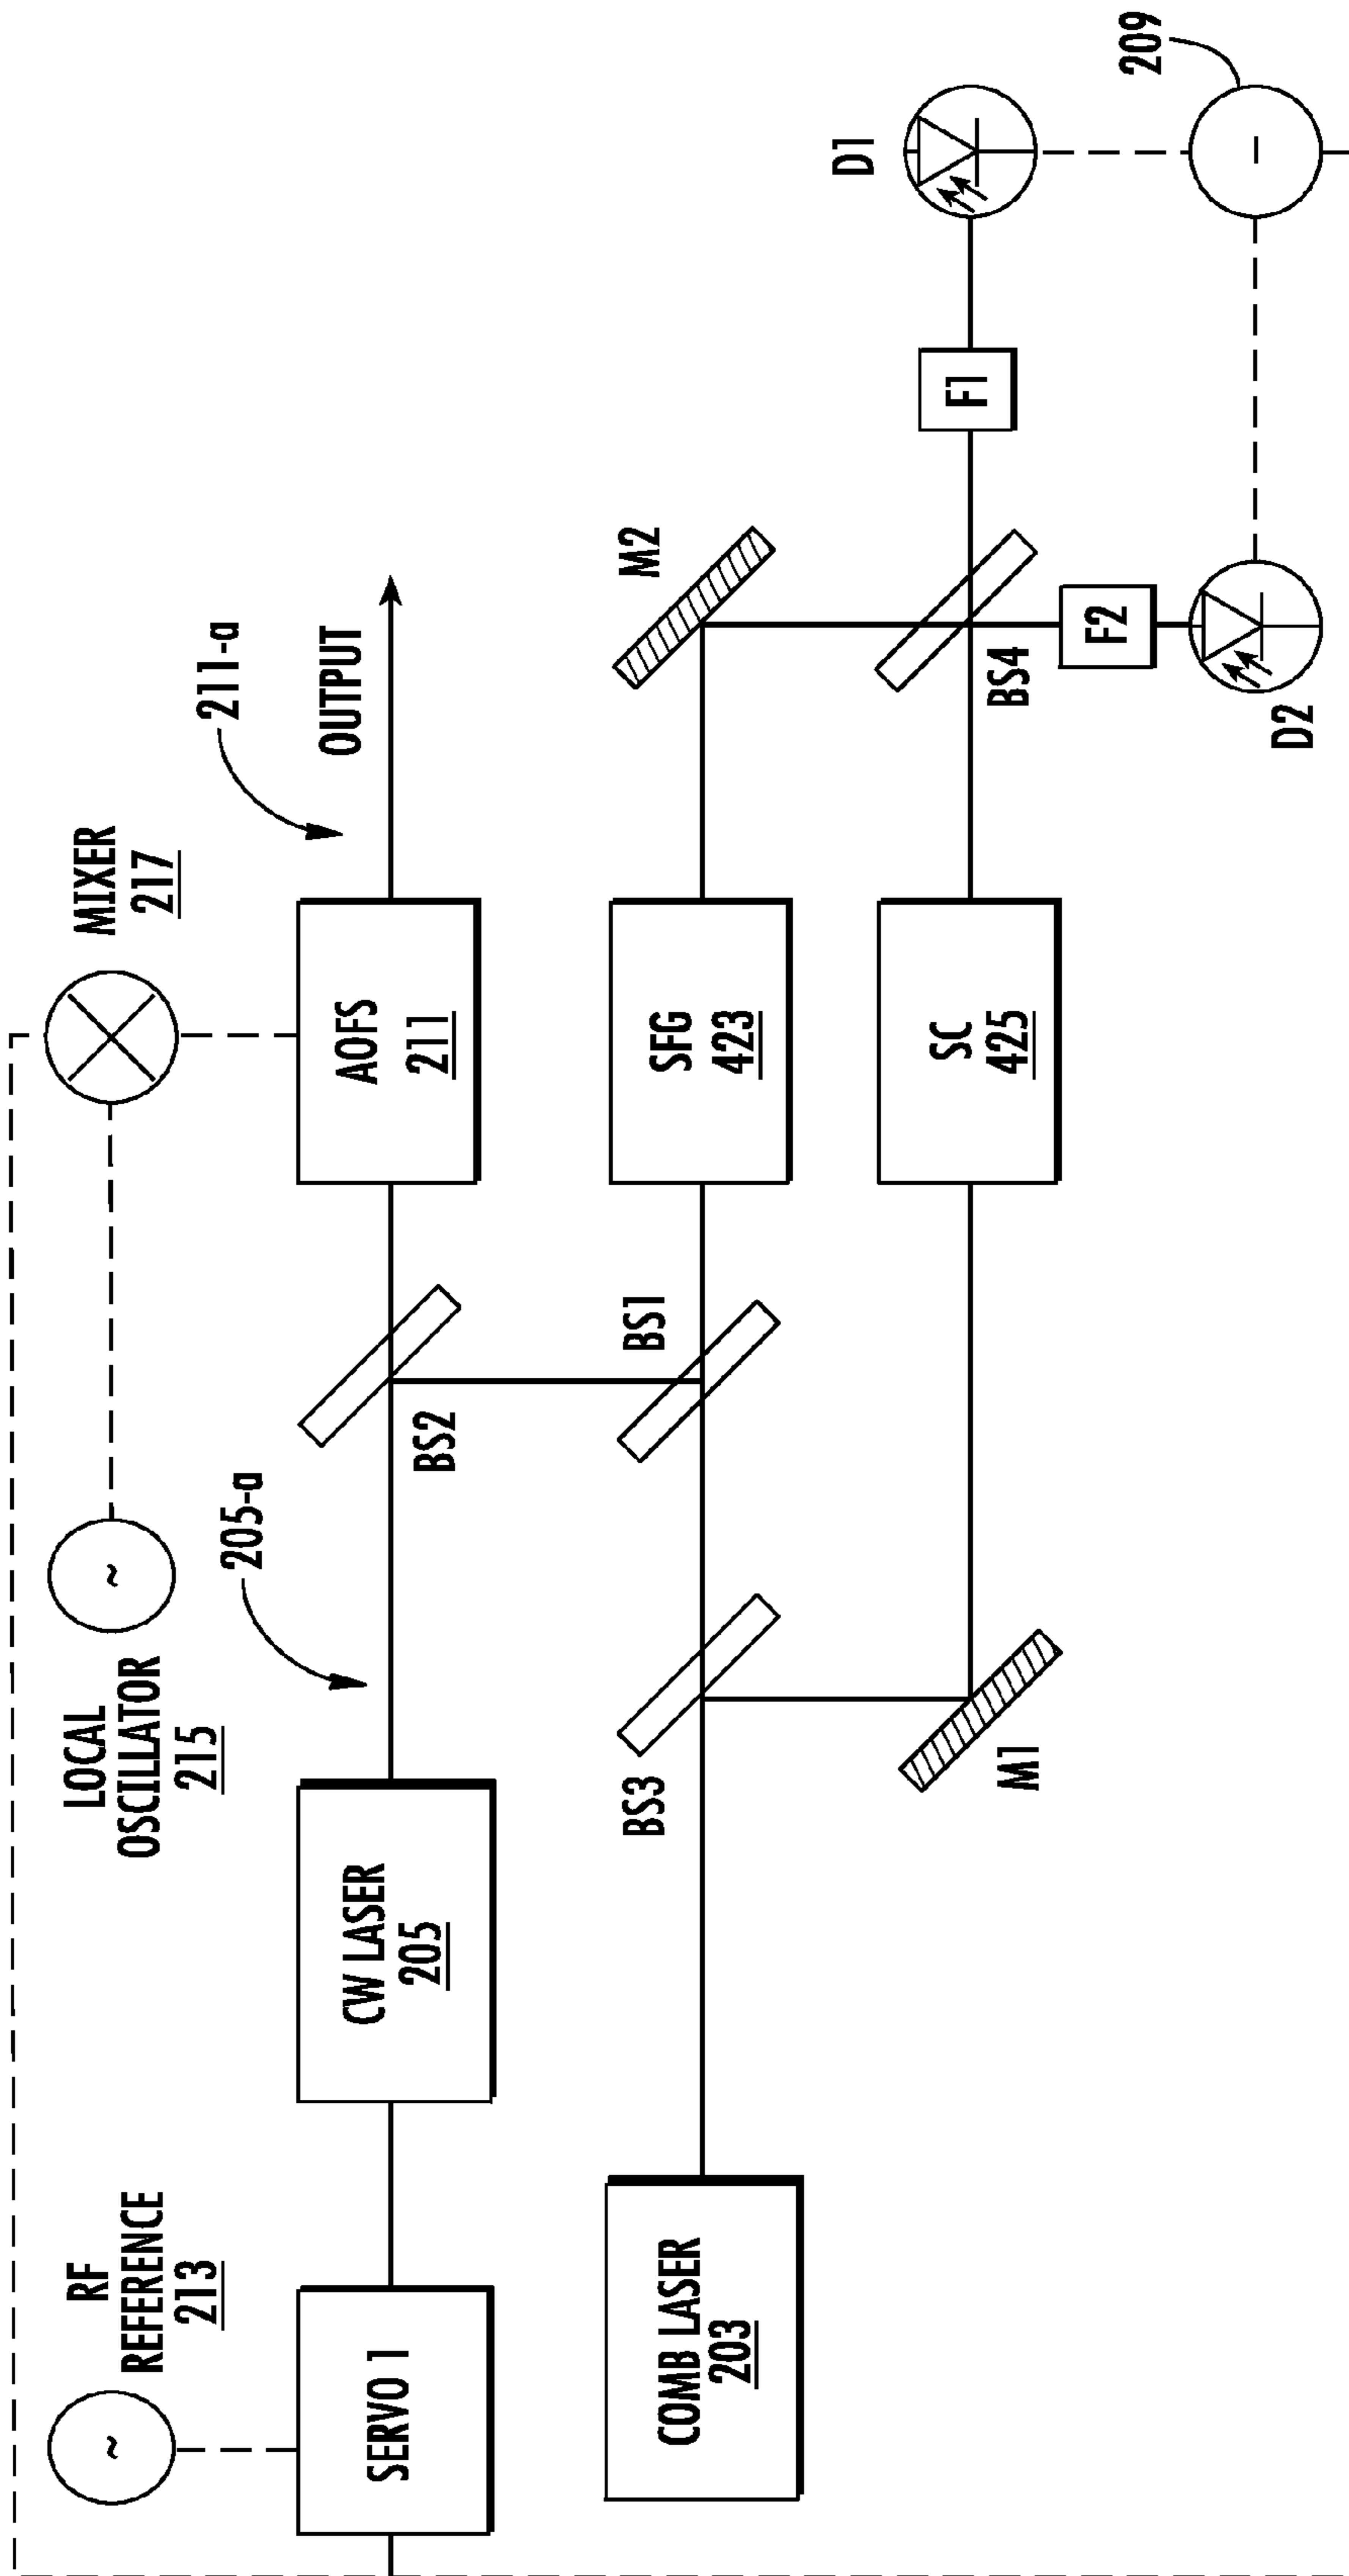 RF
REFERENCE
213
LOCAL
OSCILLATOR
215
~
~
MIXER
217
SERVO 1
CW LASER
205
205-a
BS2
AOFS
211
211-a
OUTPUT
COMB LASER
203
BS3
BS1
SFG
423
M2
M1
SC
425
BS4
F1
D1
F2
D2
209
-